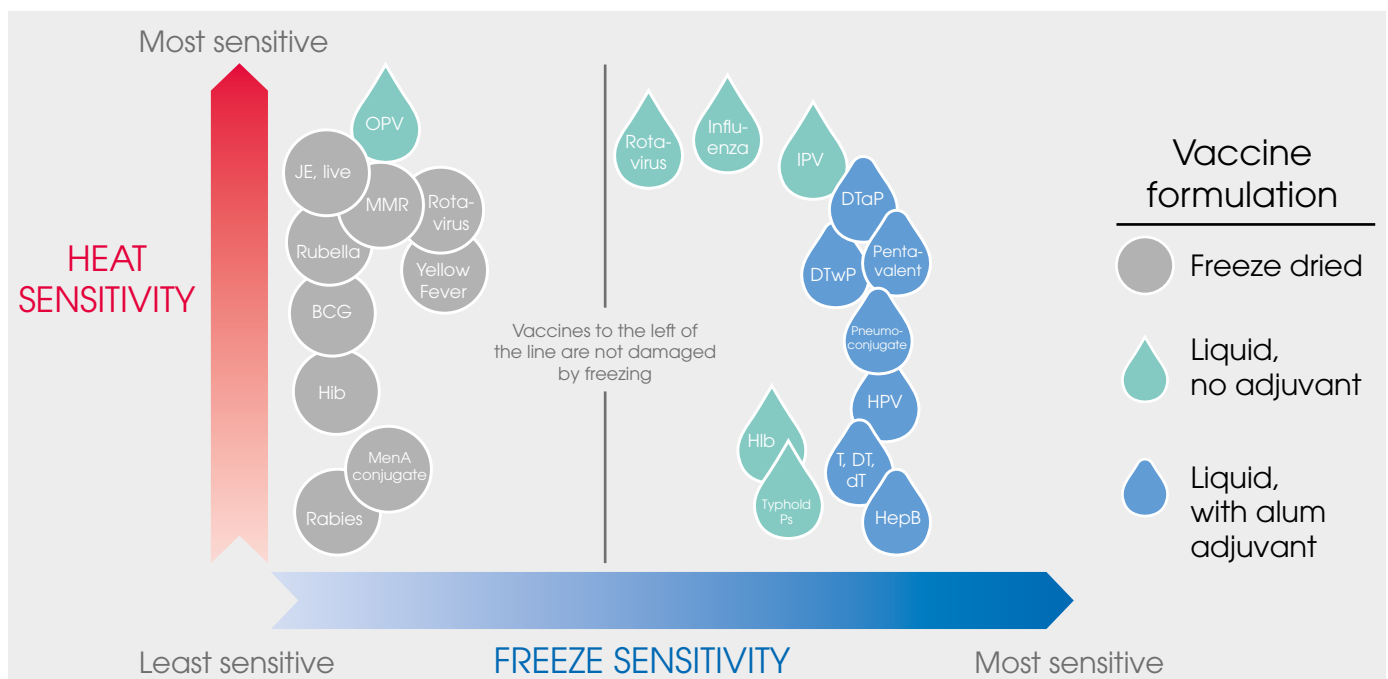 Most sensitive
HEAT
SENSITIVITY
OPV
JE, live
MMR
Rota-
virus
Rubella
Yellow
Fever
BCG
Hib
MenA
conjugate
Rabies
Vaccines to the left of
the line are not damaged
by freezing
Rota-
virus
Influ-
enza
IPV
DTaP
Penta-
valent
DTwP
Pneumo-
conjugate
HPV
HIb
T, DT,
dT
Typhold
Ps
HepB
Least sensitive
FREEZE SENSITIVITY
Most sensitive
Vaccine
formulation
Freeze dried
Liquid,
no adjuvant
Liquid,
with alum
adjuvant